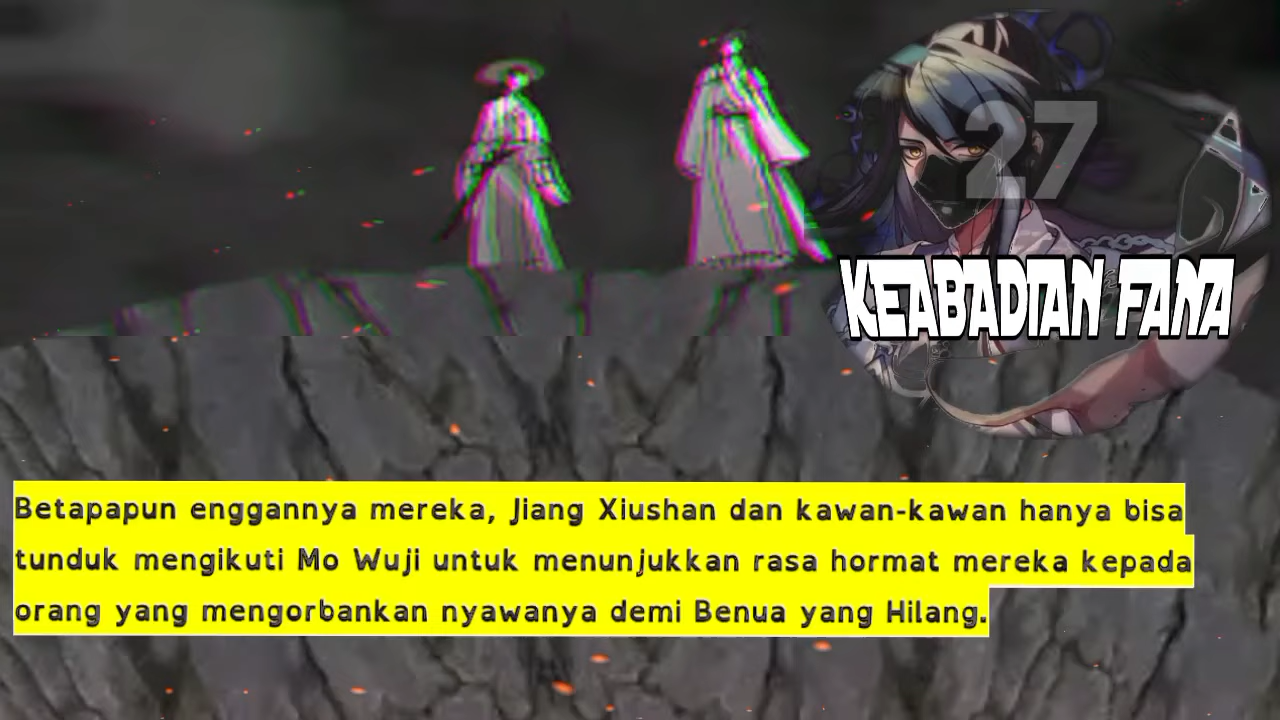 27
KEABADIAN FANA
Betapapun enggannya mereka, Jiang Xiushan dan kawan-kawan hanya bisa
tunduk mengikuti Mo Wuji untuk menunjukkan rasa hormat mereka kepada
orang yang mengorbankan nyawanya demi Benua yang Hilang.